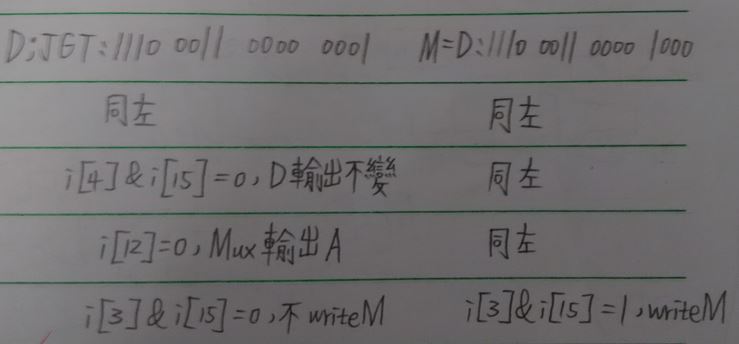 D;JGT:1110 0011 0000 0001 M=D:1110 0011 0000 1000
同左 同左
i[4]&i[15]=0,D輸出不變 同左
i[12]=0,Mux輸出A 同左
i[3]&i[15]=0,不writeM i[3]&i[15]=1,writeM